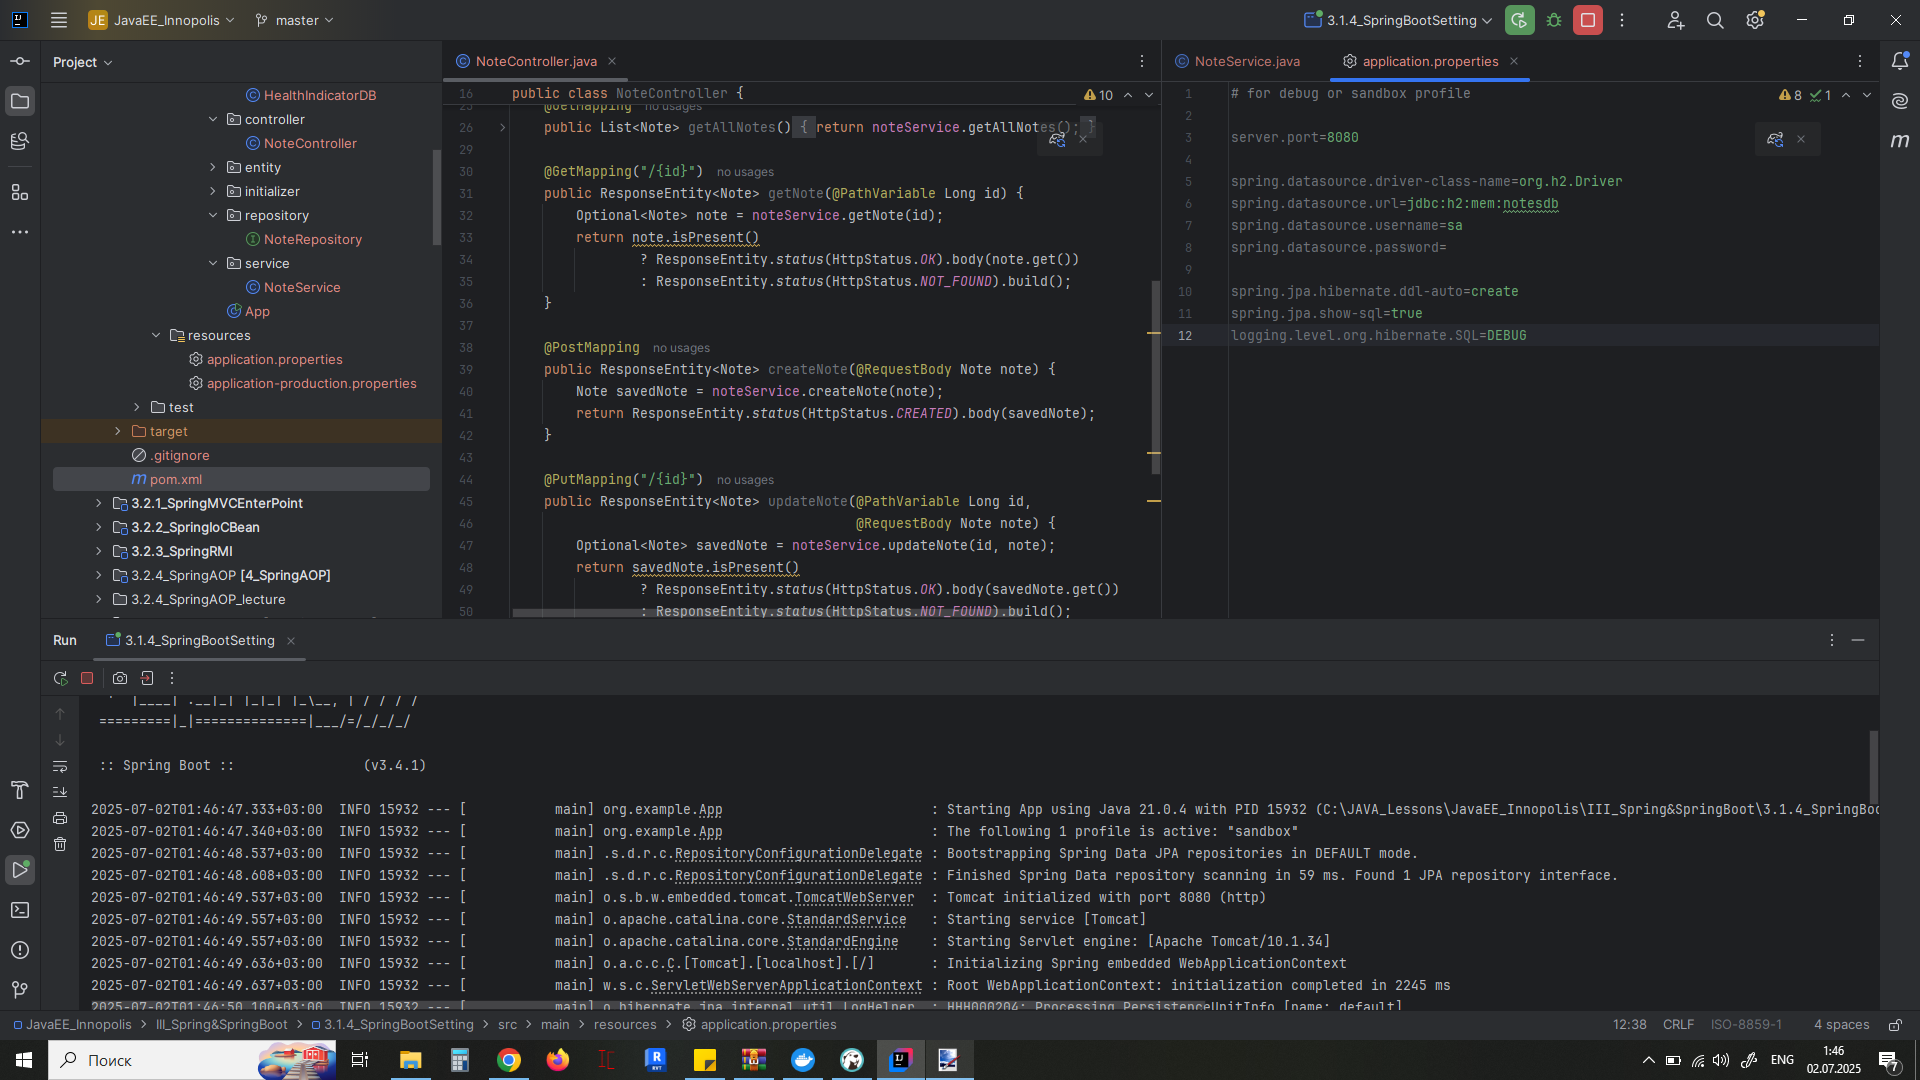 JE JavaEE_Innopolis master 3.1.4_SpringBootSetting
Project
HealthIndicatorDB
controller
NoteController
entity
initializer
repository
NoteRepository
service
NoteService
App
resources
application.properties
application-production.properties
test
target
.gitignore
pom.xml
3.2.1_SpringMVCEnterPoint
3.2.2_SpringIoCBean
3.2.3_SpringRMI
3.2.4_SpringAOP [4_SpringAOP]
3.2.4_SpringAOP_lecture
NoteController.java
16 public class NoteController { 10
25 @GetMapping no usages
26 public List<Note> getAllNotes() { return noteService.getAllNotes(); }
29
30 @GetMapping("/{id}") no usages
31 public ResponseEntity<Note> getNote(@PathVariable Long id) {
32 Optional<Note> note = noteService.getNote(id);
33 return note.isPresent()
34 ? ResponseEntity.status(HttpStatus.OK).body(note.get())
35 : ResponseEntity.status(HttpStatus.NOT_FOUND).build();
36 }
37
38 @PostMapping no usages
39 public ResponseEntity<Note> createNote(@RequestBody Note note) {
40 Note savedNote = noteService.createNote(note);
41 return ResponseEntity.status(HttpStatus.CREATED).body(savedNote);
42 }
43
44 @PutMapping("/{id}") no usages
45 public ResponseEntity<Note> updateNote(@PathVariable Long id,
46 @RequestBody Note note) {
47 Optional<Note> savedNote = noteService.updateNote(id, note);
48 return savedNote.isPresent()
49 ? ResponseEntity.status(HttpStatus.OK).body(savedNote.get())
50 : ResponseEntity.status(HttpStatus.NOT_FOUND).build();
NoteService.java application.properties
1 # for debug or sandbox profile 8 1
2
3 server.port=8080
4
5 spring.datasource.driver-class-name=org.h2.Driver
6 spring.datasource.url=jdbc:h2:mem:notesdb
7 spring.datasource.username=sa
8 spring.datasource.password=
9
10 spring.jpa.hibernate.ddl-auto=create
11 spring.jpa.show-sql=true
12 logging.level.org.hibernate.SQL=DEBUG
Run 3.1.4_SpringBootSetting
'  |____| .__|_| |_|_| |_\__, | / / / /
=========|_|==============|___/=/_/_/_/
:: Spring Boot :: (v3.4.1)
2025-07-02T01:46:47.333+03:00 INFO 15932 --- [ main] org.example.App : Starting App using Java 21.0.4 with PID 15932 (C:\JAVA_Lessons\JavaEE_Innopolis\III_Spring&SpringBoot\3.1.4_SpringBoo
2025-07-02T01:46:47.340+03:00 INFO 15932 --- [ main] org.example.App : The following 1 profile is active: "sandbox"
2025-07-02T01:46:48.537+03:00 INFO 15932 --- [ main] .s.d.r.c.RepositoryConfigurationDelegate : Bootstrapping Spring Data JPA repositories in DEFAULT mode.
2025-07-02T01:46:48.608+03:00 INFO 15932 --- [ main] .s.d.r.c.RepositoryConfigurationDelegate : Finished Spring Data repository scanning in 59 ms. Found 1 JPA repository interface.
2025-07-02T01:46:49.537+03:00 INFO 15932 --- [ main] o.s.b.w.embedded.tomcat.TomcatWebServer : Tomcat initialized with port 8080 (http)
2025-07-02T01:46:49.557+03:00 INFO 15932 --- [ main] o.apache.catalina.core.StandardService : Starting service [Tomcat]
2025-07-02T01:46:49.557+03:00 INFO 15932 --- [ main] o.apache.catalina.core.StandardEngine : Starting Servlet engine: [Apache Tomcat/10.1.34]
2025-07-02T01:46:49.636+03:00 INFO 15932 --- [ main] o.a.c.c.C.[Tomcat].[localhost].[/] : Initializing Spring embedded WebApplicationContext
2025-07-02T01:46:49.637+03:00 INFO 15932 --- [ main] w.s.c.ServletWebServerApplicationContext : Root WebApplicationContext: initialization completed in 2245 ms
2025-07-02T01:46:50.100+03:00 INFO 15932 --- [ main] o.hibernate.jpa.internal.util.LogHelper : HHH000204: Processing PersistenceUnitInfo [name: default]
JavaEE_Innopolis III_Spring&SpringBoot 3.1.4_SpringBootSetting src main resources application.properties 12:38 CRLF ISO-8859-1 4 spaces
Поиск
ENG
1:46
02.07.2025
7